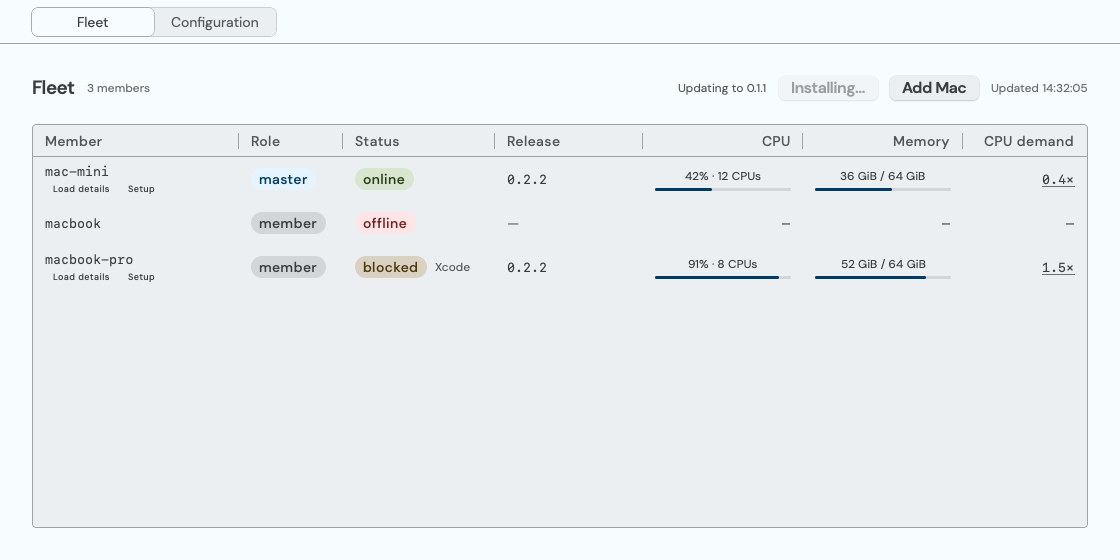 Fleet Configuration
Fleet 3 members Updating to 0.1.1 Installing... Add Mac Updated 14:32:05
Member Role Status Release CPU Memory CPU demand
mac-mini master online 0.2.2 42% · 12 CPUs 36 GiB / 64 GiB 0.4×
Load details Setup
macbook member offline — — — —
macbook-pro member blocked Xcode 0.2.2 91% · 8 CPUs 52 GiB / 64 GiB 1.5×
Load details Setup